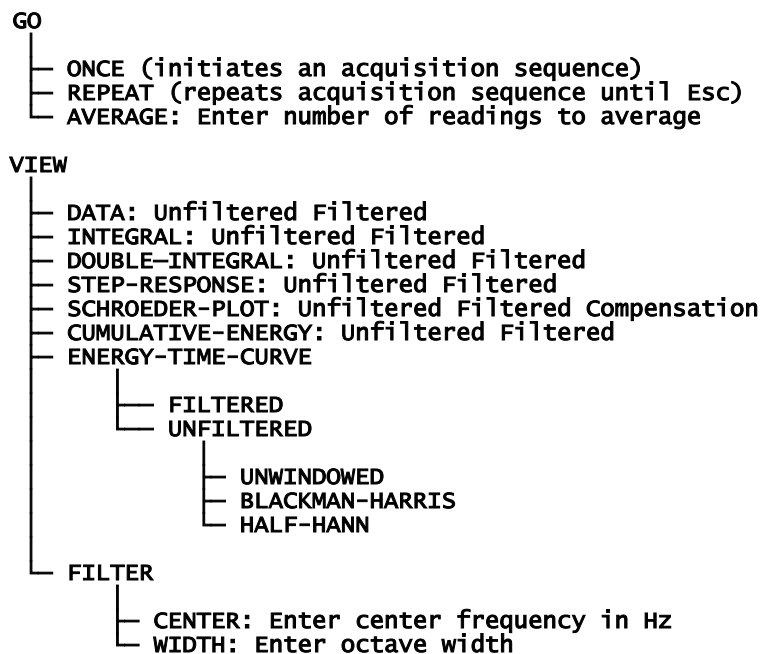 GO
ONCE (initiates an acquisition sequence)
REPEAT (repeats acquisition sequence until Esc)
AVERAGE: Enter number of readings to average
VIEW
DATA: Unfiltered Filtered
INTEGRAL: Unfiltered Filtered
DOUBLE—INTEGRAL: Unfiltered Filtered
STEP-RESPONSE: Unfiltered Filtered
SCHROEDER-PLOT: Unfiltered Filtered Compensation
CUMULATIVE-ENERGY: Unfiltered Filtered
ENERGY-TIME-CURVE
FILTERED
UNFILTERED
UNWINDOWED
BLACKMAN-HARRIS
HALF-HANN
FILTER
CENTER: Enter center frequency in Hz
WIDTH: Enter octave width